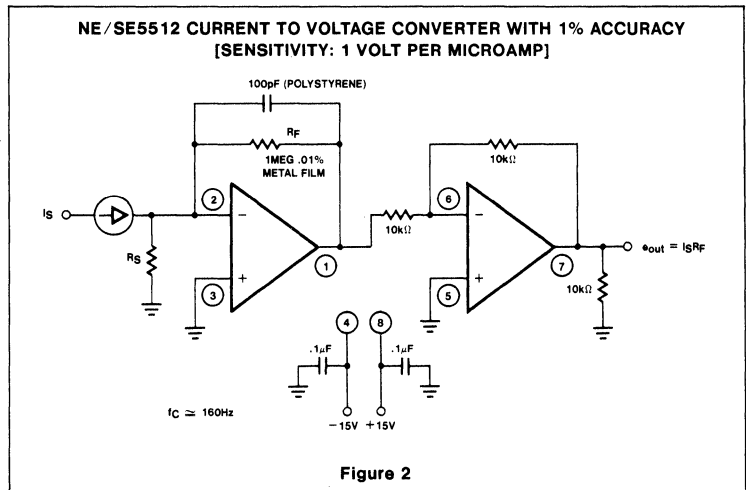 NE/SE5512 CURRENT TO VOLTAGE CONVERTER WITH 1% ACCURACY
[SENSITIVITY: 1 VOLT PER MICROAMP]
100pF (POLYSTYRENE)
RF
1MEG .01%
METAL FILM
10kΩ
IS
2
6
10kΩ
RS
1
7
eout = ISRF
3
5
10kΩ
4
8
.1µF
.1µF
fC ≃ 160Hz
−15V
+15V
Figure 2